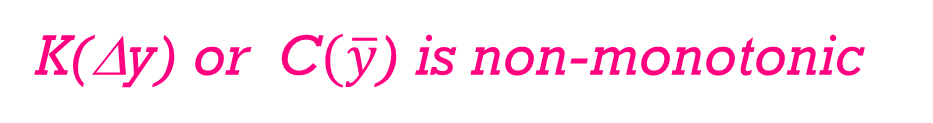 K(Δy) or C(ȳ) is non-monotonic